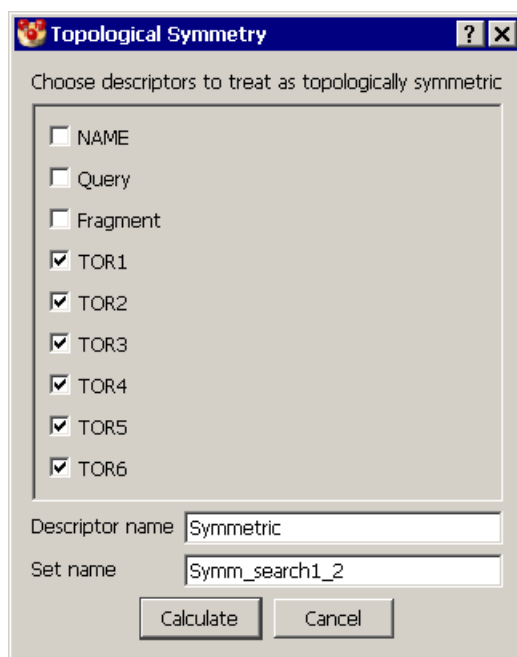 Topological Symmetry
Choose descriptors to treat as topologically symmetric
NAME
Query
Fragment
TOR1
TOR2
TOR3
TOR4
TOR5
TOR6
Descriptor name Symmetric
Set name Symm_search1_2
Calculate Cancel